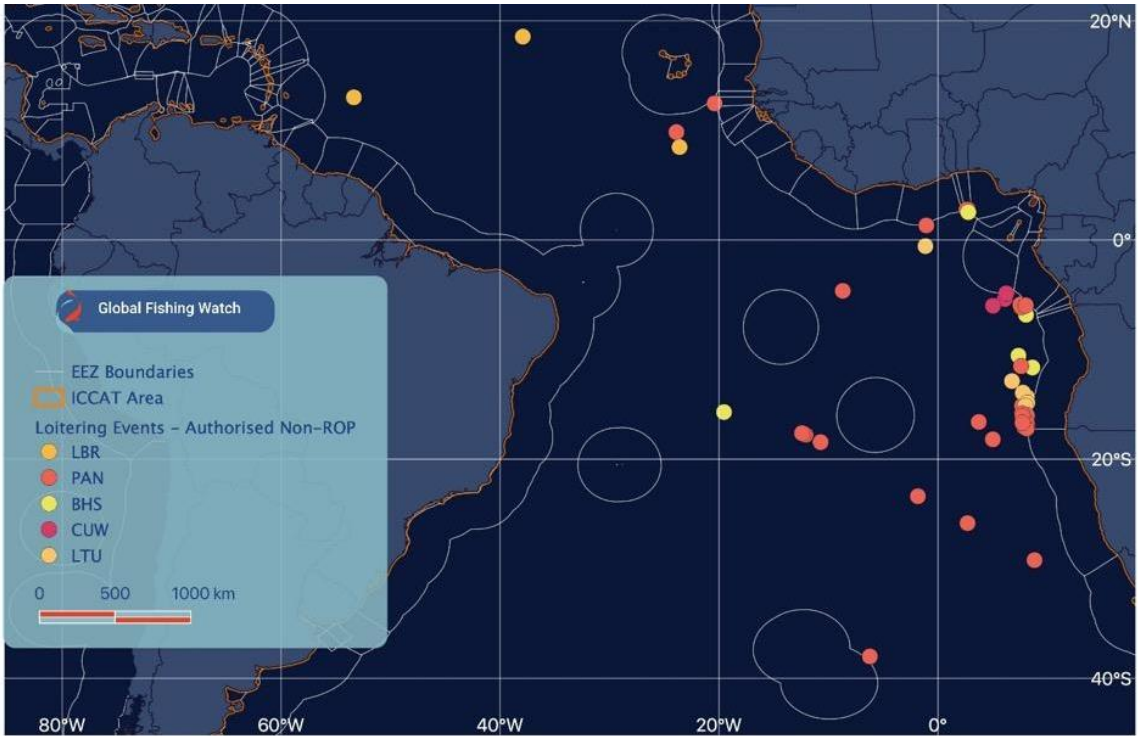 20°N
0°
Global Fishing Watch
EEZ Boundaries
ICCAT Area
Loitering Events – Authorised Non-ROP
LBR
PAN
BHS
CUW
LTU
20°S
0 500 1000 km
40°S
80°W 60°W 40°W 20°W 0°